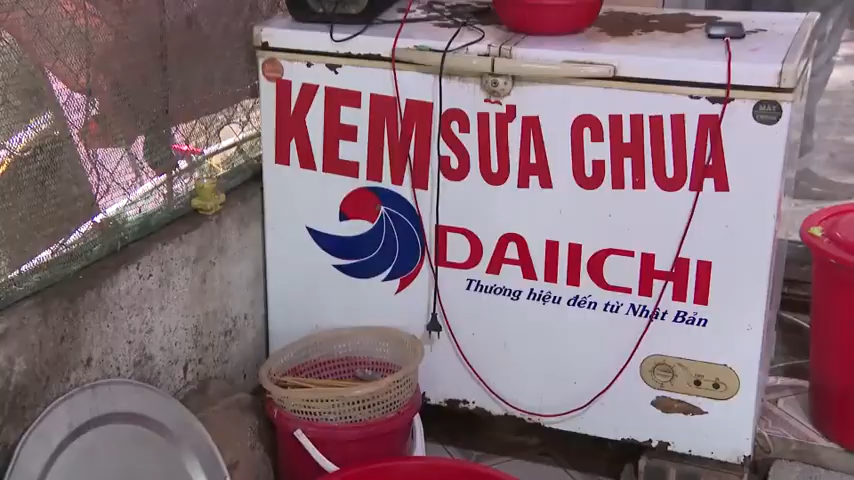 KEM SỮA CHUA
DAIICHI
Thương hiệu đến từ Nhật Bản